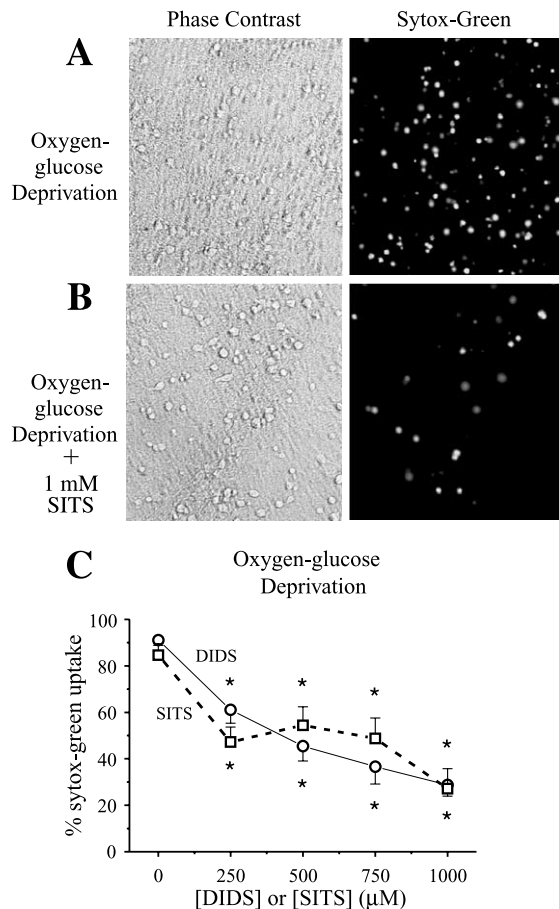 Phase Contrast
Sytox-Green
A
Oxygen-
glucose
Deprivation
B
Oxygen-
glucose
Deprivation
+
1 mM
SITS
C
Oxygen-glucose
Deprivation
% sytox-green uptake
100
80
60
40
20
0
DIDS
SITS
*
*
*
*
*
*
*
*
0 250 500 750 1000
[DIDS] or [SITS] (μM)